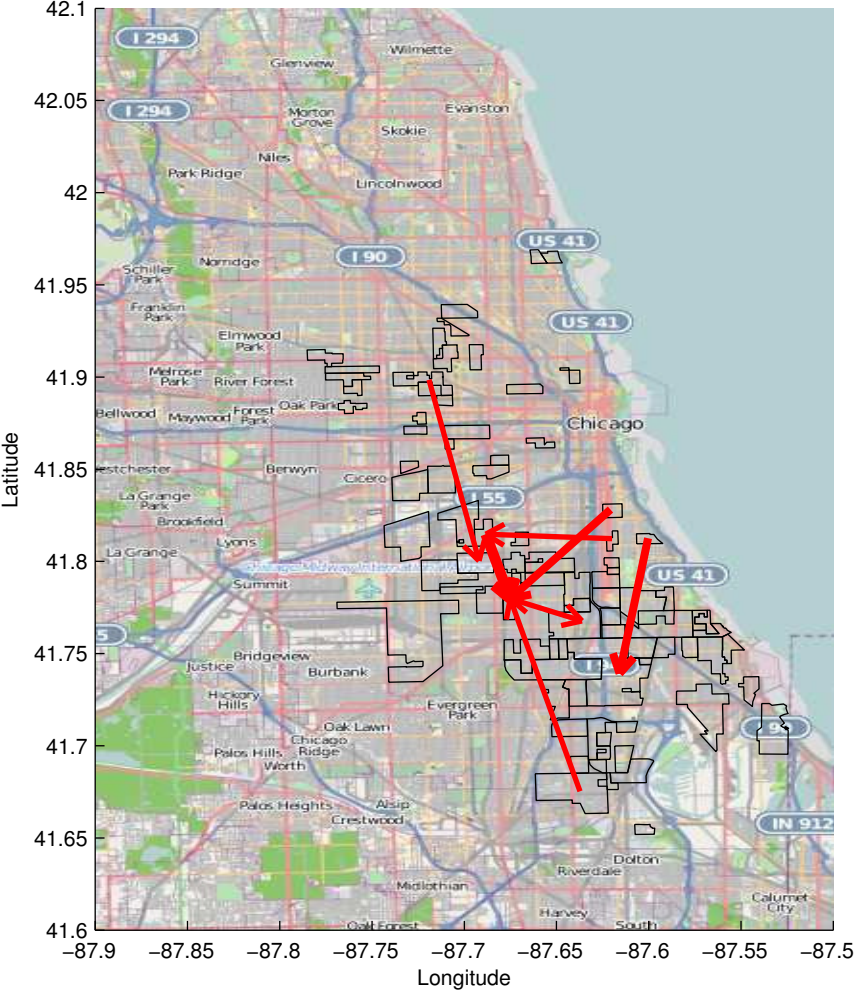 42.1
I 294
Wilmette
Glenview
42.05
I 294
Morton
Grove
Evanston
Skokie
Niles
Park Ridge
42
Lincolnwood
US 41
I 90
Norridge
Schiller
Park
41.95
Franklin
Park
US 41
Elmwood
Park
41.9
Melrose
Park
River Forest
Oak Park
Bellwood
Maywood
Forest
Park
Chicago
41.85
estchester
Berwyn
Cicero
La Grange
Park
I 55
Brookfield
Lyons
La Grange
41.8
Chicago Midway International Airport
Summit
US 41
5
41.75
Justice
Bridgeview
Burbank
Hickory
Hills
Evergreen
Park
Oak Lawn
41.7
Palos Hills
Chicago
Ridge
Worth
Palos Heights
Alsip
Crestwood
41.65
IN 912
Dolton
Riverdale
Midlothian
Calumet
City
Harvey
Oak Forest
South
41.6
−87.9
−87.85
−87.8
−87.75
−87.7
−87.65
−87.6
−87.55
−87.5
Longitude
Latitude